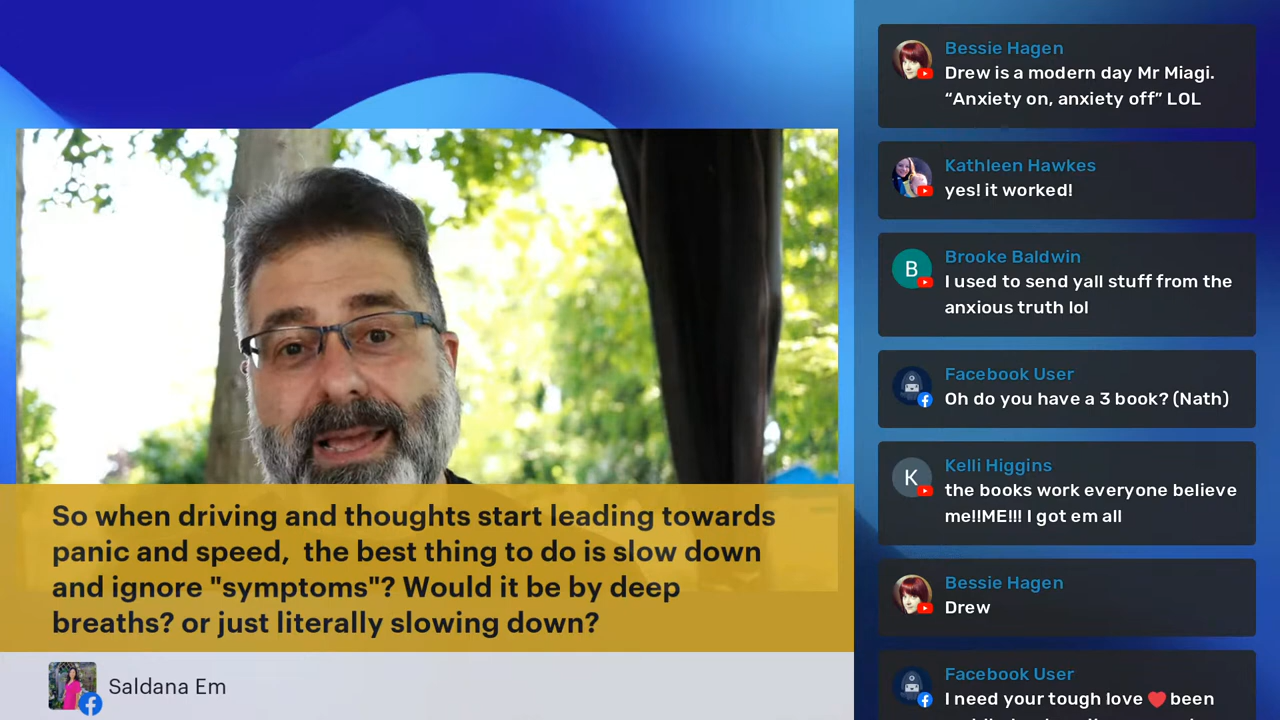 So when driving and thoughts start leading towards
panic and speed,  the best thing to do is slow down
and ignore "symptoms"? Would it be by deep
breaths? or just literally slowing down?
Saldana Em
Bessie Hagen
Drew is a modern day Mr Miagi.
“Anxiety on, anxiety off” LOL
Kathleen Hawkes
yes! it worked!
B
Brooke Baldwin
I used to send yall stuff from the
anxious truth lol
Facebook User
Oh do you have a 3 book? (Nath)
K
Kelli Higgins
the books work everyone believe
me!!ME!!! I got em all
Bessie Hagen
Drew
Facebook User
I need your tough love ❤️ been